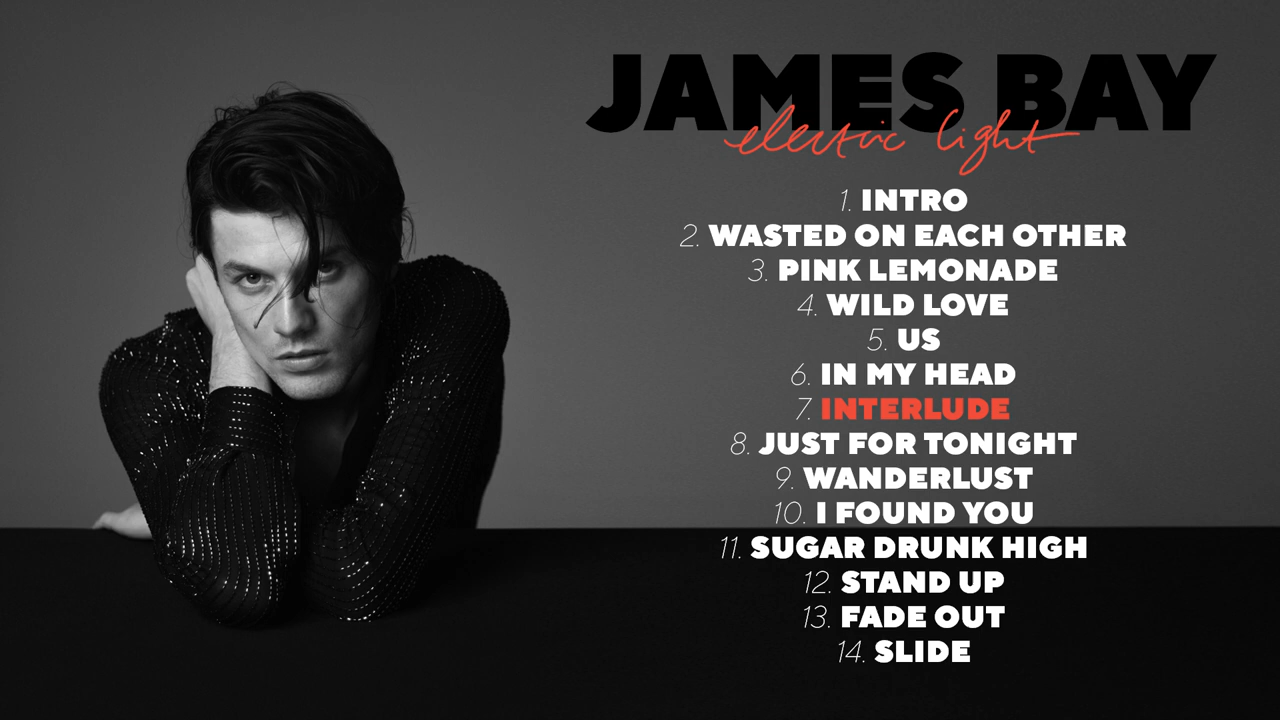 JAMES BAY
electric light
1. INTRO
2. WASTED ON EACH OTHER
3. PINK LEMONADE
4. WILD LOVE
5. US
6. IN MY HEAD
7. INTERLUDE
8. JUST FOR TONIGHT
9. WANDERLUST
10. I FOUND YOU
11. SUGAR DRUNK HIGH
12. STAND UP
13. FADE OUT
14. SLIDE